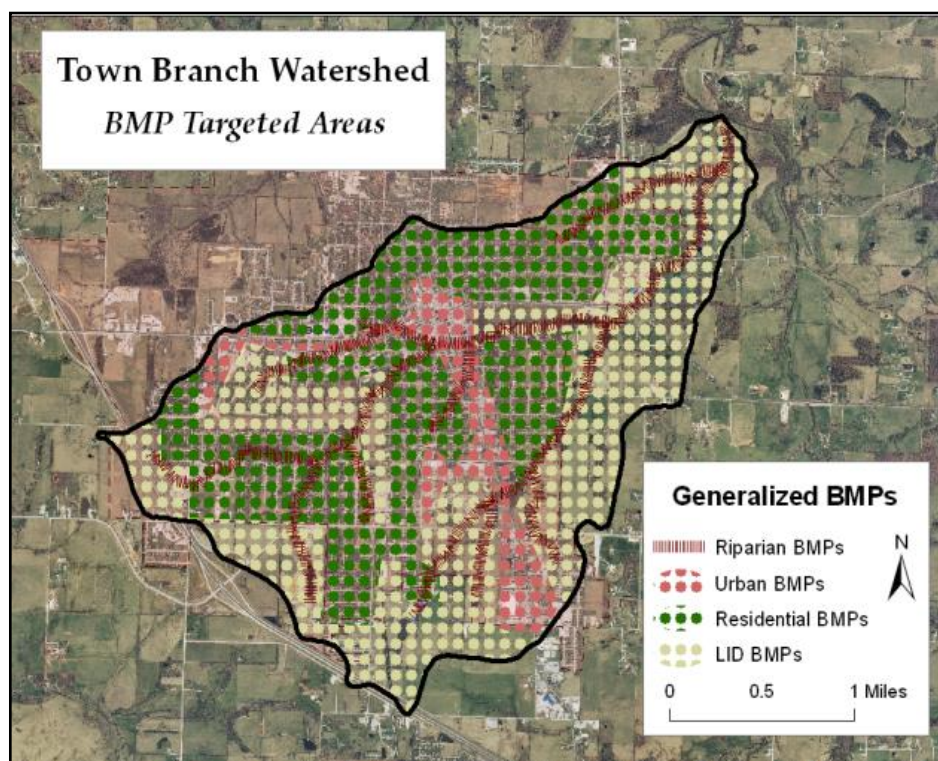 Town Branch Watershed
BMP Targeted Areas
Generalized BMPs
N
Riparian BMPs
Urban BMPs
Residential BMPs
LID BMPs
0 0.5 1 Miles